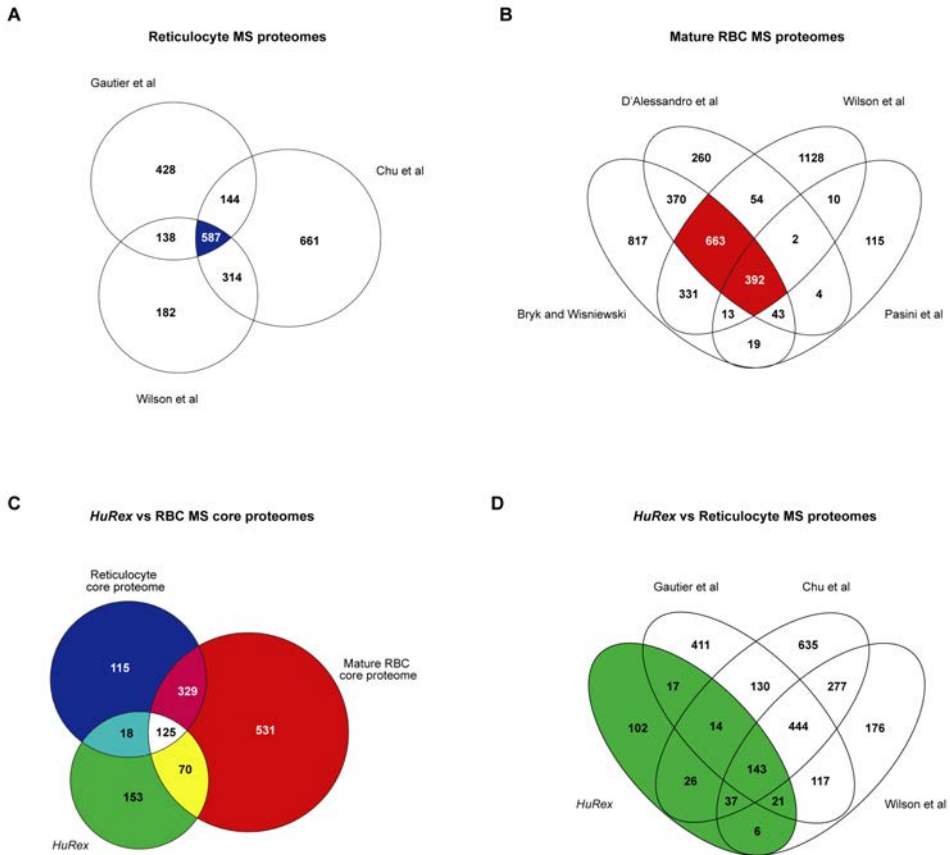 A
Reticulocyte MS proteomes
Gautier et al
428
Chu et al
144
138
587
661
314
182
Wilson et al
B
Mature RBC MS proteomes
D'Alessandro et al
Wilson et al
260
1128
370
54
10
817
663
2
115
392
331
4
Bryk and Wisniewski
13
43
Pasini et al
19
C
HuRex vs RBC MS core proteomes
Reticulocyte
core proteome
Mature RBC
core proteome
115
329
18
125
531
70
153
HuRex
D
HuRex vs Reticulocyte MS proteomes
Gautier et al
Chu et al
411
635
17
130
277
102
14
444
176
143
26
117
HuRex
37
21
Wilson et al
6